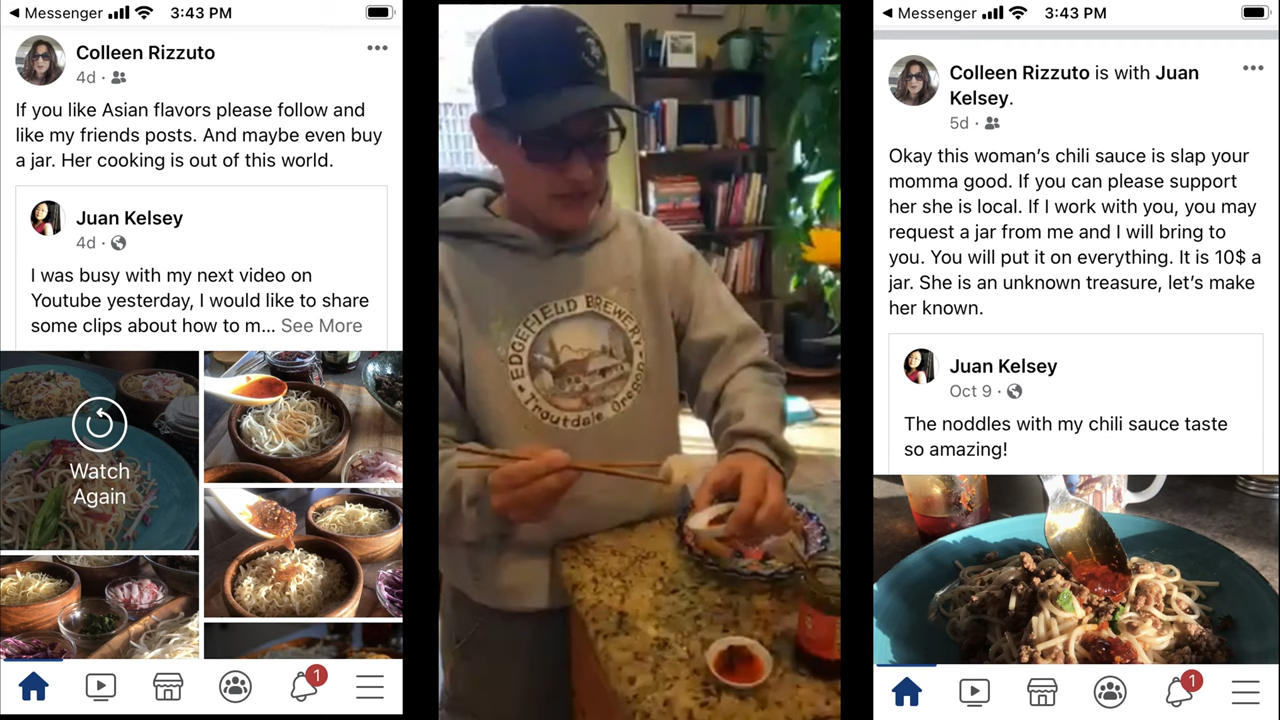 Messenger
3:43 PM
Colleen Rizzuto
4d
If you like Asian flavors please follow and
like my friends posts. And maybe even buy
a jar. Her cooking is out of this world.
Juan Kelsey
4d
I was busy with my next video on
Youtube yesterday, I would like to share
some clips about how to m... See More
Watch
Again
1
EDGEFIELD BREWERY
Troutdale Oregon
Messenger
3:43 PM
Colleen Rizzuto is with Juan
Kelsey.
5d
Okay this woman’s chili sauce is slap your
momma good. If you can please support
her she is local. If I work with you, you may
request a jar from me and I will bring to
you. You will put it on everything. It is 10$ a
jar. She is an unknown treasure, let’s make
her known.
Juan Kelsey
Oct 9
The noddles with my chili sauce taste
so amazing!
1